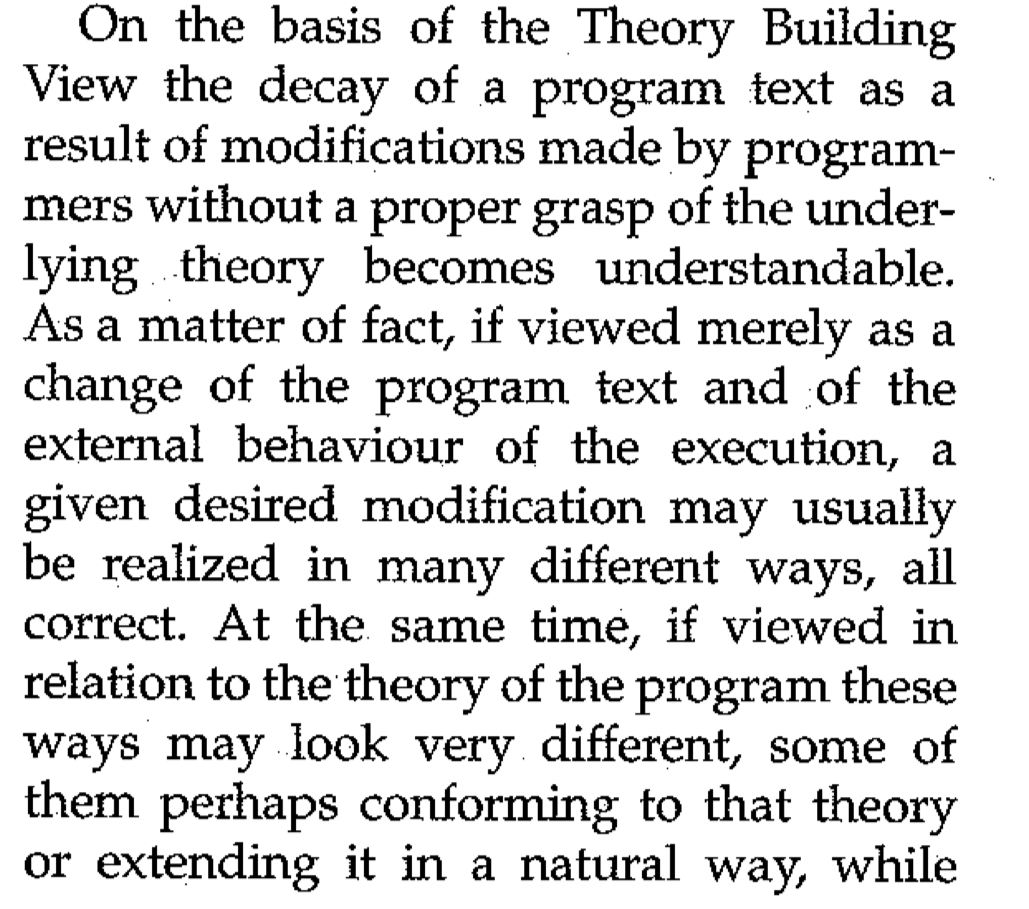 On the basis of the Theory Building
View the decay of a program text as a
result of modifications made by program-
mers without a proper grasp of the under-
lying theory becomes understandable.
As a matter of fact, if viewed merely as a
change of the program text and of the
external behaviour of the execution, a
given desired modification may usually
be realized in many different ways, all
correct. At the same time, if viewed in
relation to the theory of the program these
ways may look very different, some of
them perhaps conforming to that theory
or extending it in a natural way, while